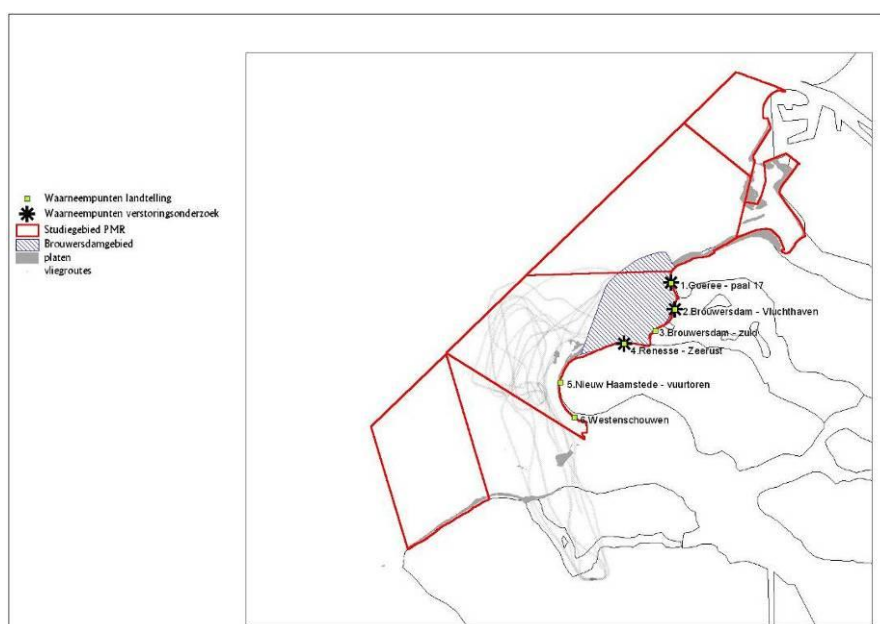 Waarneempunten landtelling
Waarneempunten verstoringsonderzoek
Studiegebied PMR
Brouwersdamgebied
platen
vliegroutes
1.Goeree - paal 17
2.Brouwersdam - Vluchthaven
3.Brouwersdam - zuid
4.Renesse - Zeerust
5.Nieuw Haamstede - vuurtoren
6.Westenschouwen